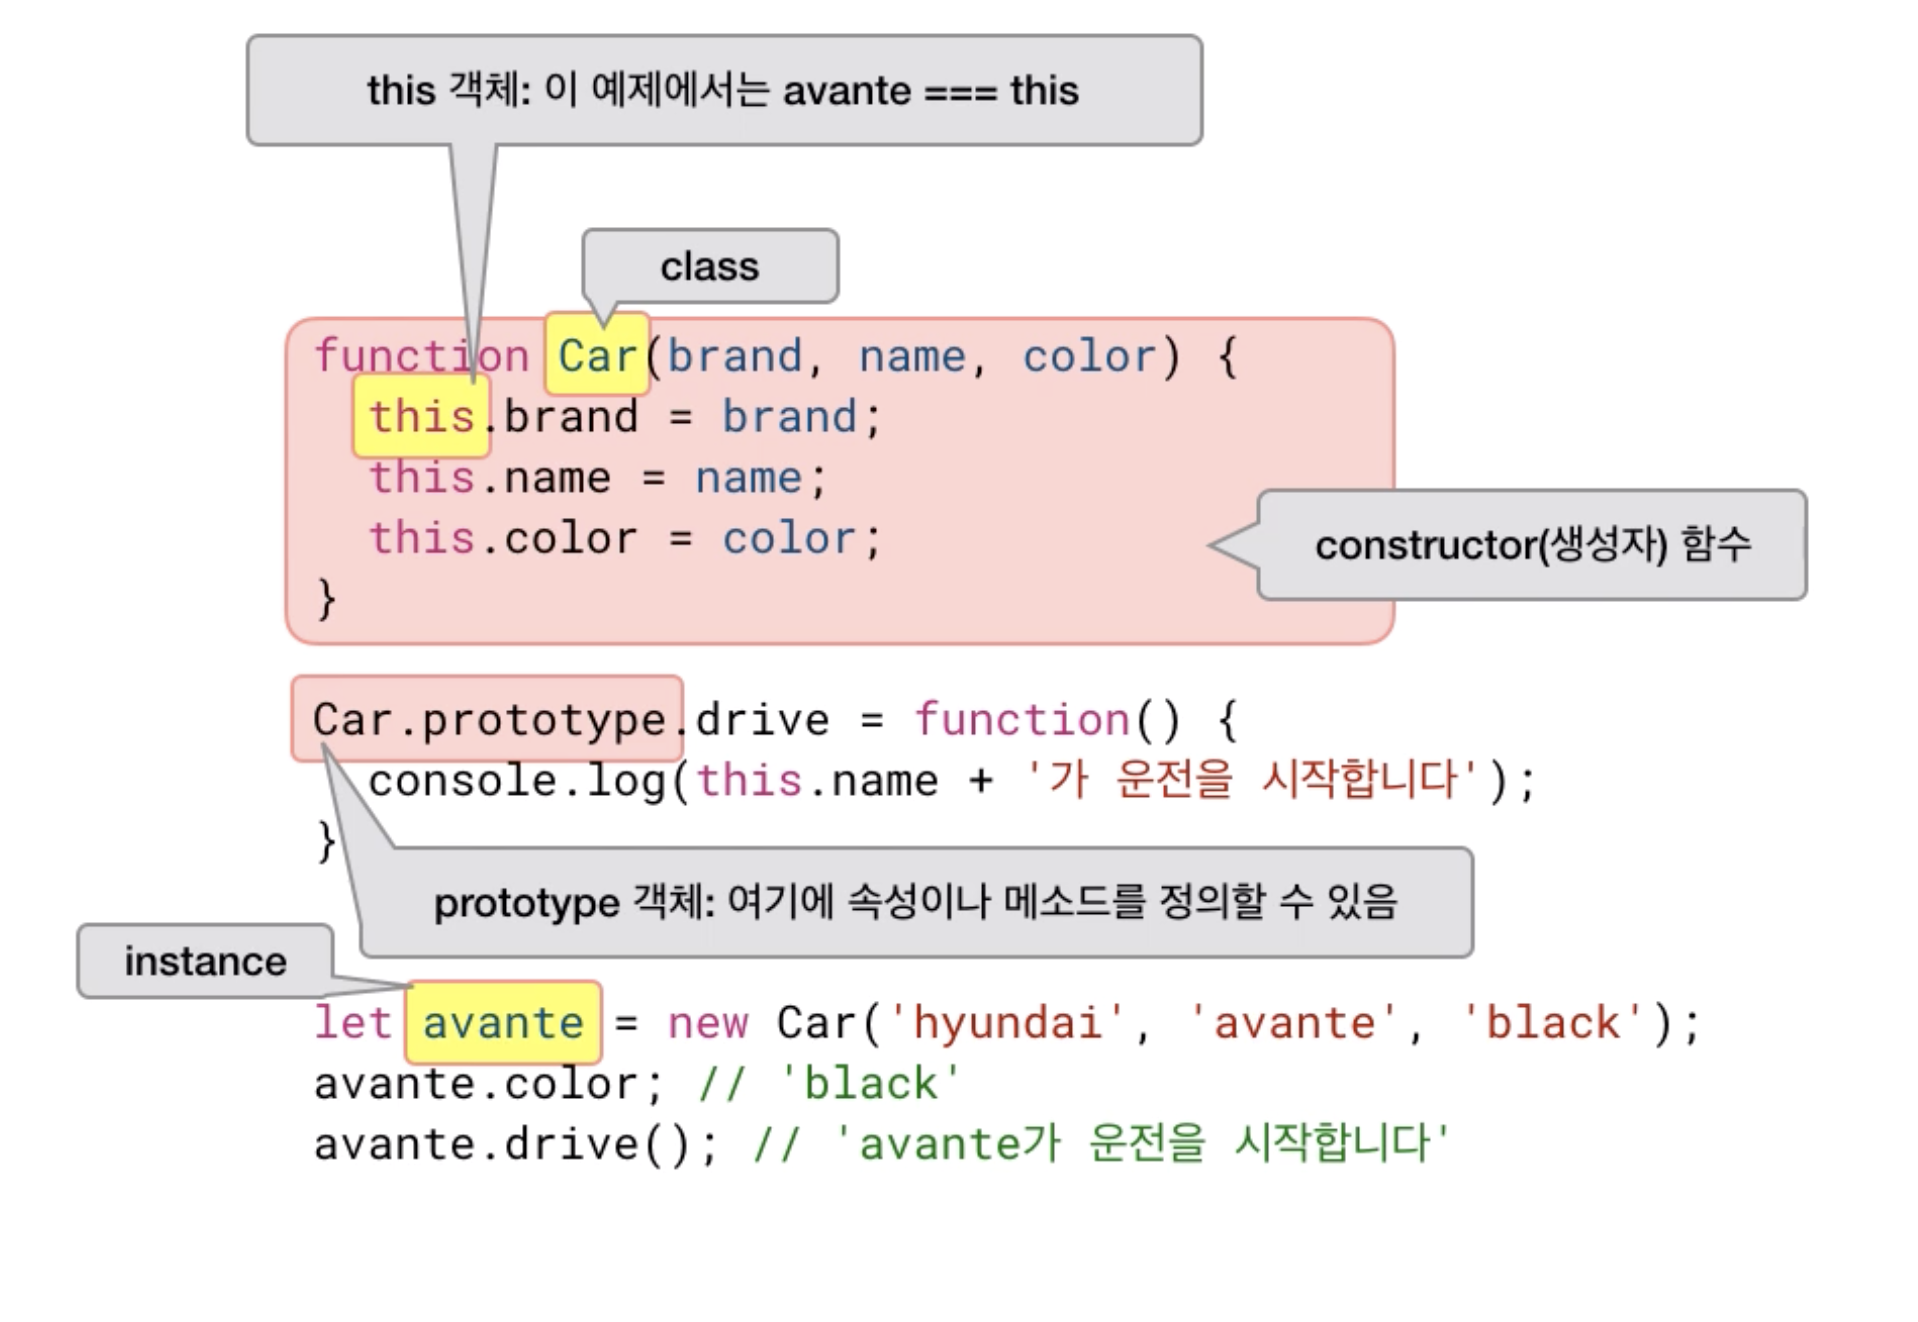 this 객체: 이 예제에서는 avante === this
class
function Car(brand, name, color) {
this.brand = brand;
this.name = name;
this.color = color;
constructor(생성자) 함수
}
Car.prototype.drive = function() {
console.log(this.name + '가 운전을 시작합니다');
}
prototype 객체: 여기에 속성이나 메소드를 정의할 수 있음
instance
let avante = new Car('hyundai', 'avante', 'black');
avante.color; // 'black'
avante.drive(); // 'avante가 운전을 시작합니다'